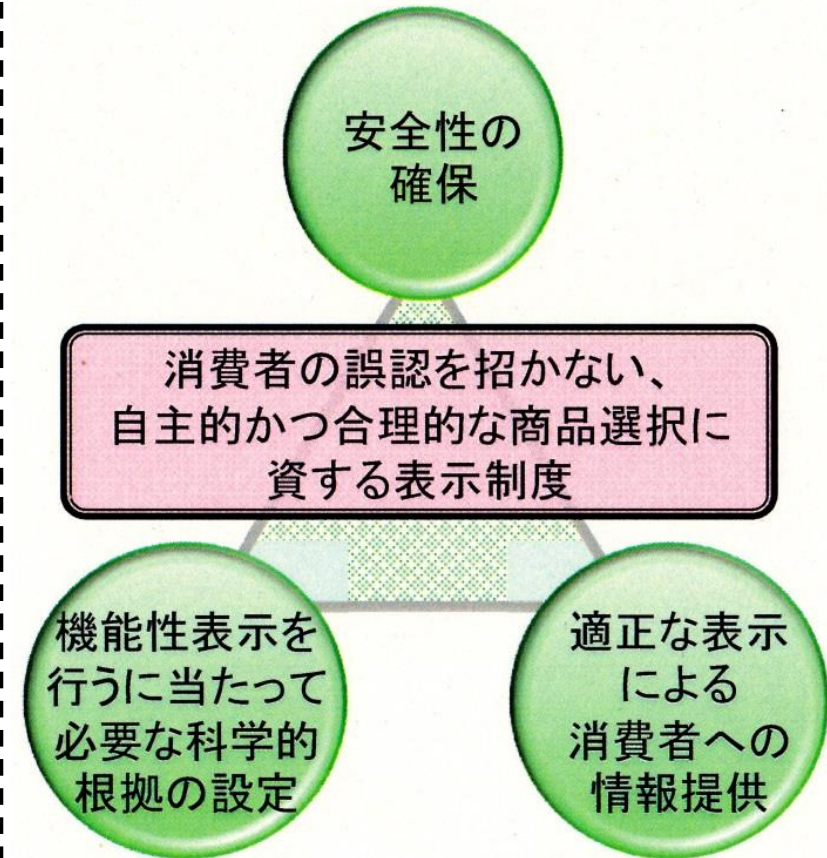 安全性の
確保
消費者の誤認を招かない、
自主的かつ合理的な商品選択に
資する表示制度
機能性表示を
行うに当たって
必要な科学的
根拠の設定
適正な表示
による
消費者への
情報提供